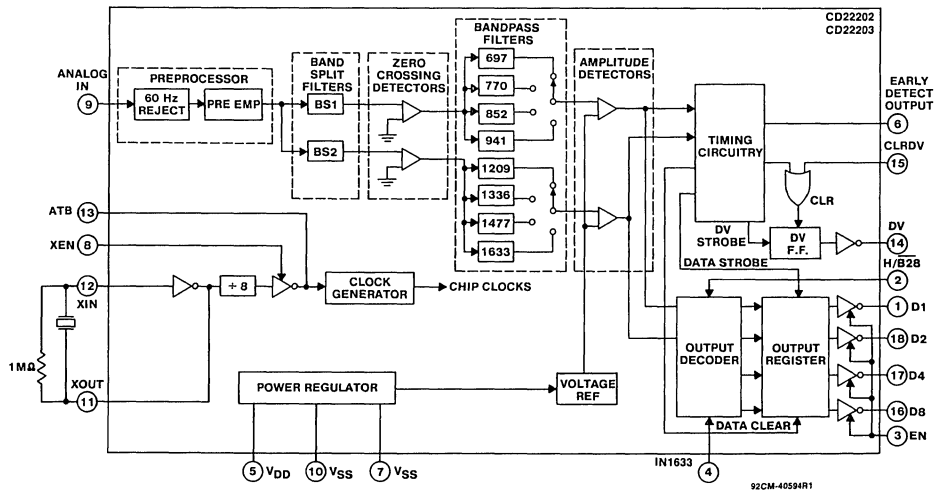 CD22202
CD22203
ANALOG
IN
9
PREPROCESSOR
60 Hz
REJECT
PRE EMP
BAND
SPLIT
FILTERS
BS1
BS2
ZERO
CROSSING
DETECTORS
BANDPASS
FILTERS
697
770
852
941
1209
1336
1477
1633
AMPLITUDE
DETECTORS
TIMING
CIRCUITRY
EARLY
DETECT
OUTPUT
6
CLRDV
15
CLR
DV
STROBE
DV
F.F.
DV
14
DATA STROBE
H/B28
2
ATB 13
XEN 8
12
XIN
÷ 8
CLOCK
GENERATOR
CHIP CLOCKS
1MΩ
XOUT
11
POWER REGULATOR
VOLTAGE
REF
OUTPUT
DECODER
OUTPUT
REGISTER
1 D1
18 D2
17 D4
16 D8
DATA CLEAR
3 EN
5 VDD
10 VSS
7 VSS
IN1633
4
92CM-40594R1